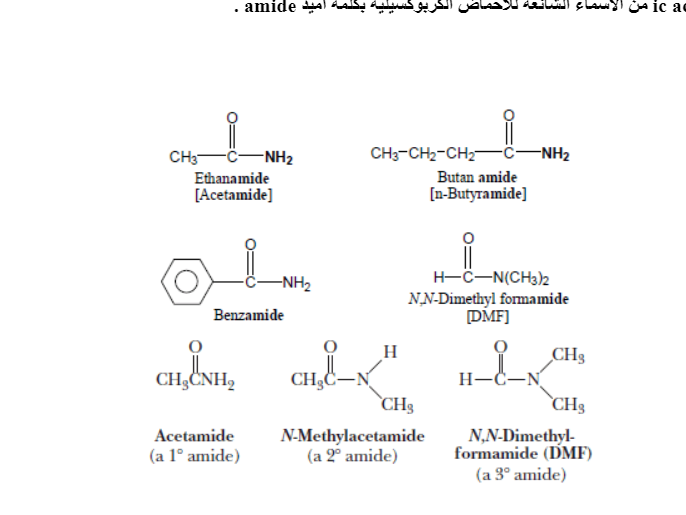 ic من الأسماء الشائعة للأحماض الكربوكسيلية بكلمة أميد amide .
O
CH3—C—NH2
Ethanamide
[Acetamide]
O
CH3-CH2-CH2—C—NH2
Butan amide
[n-Butyramide]
O
C—NH2
Benzamide
O
H—C—N(CH3)2
N,N-Dimethyl formamide
[DMF]
O
CH3CNH2
Acetamide
(a 1° amide)
O
H
CH3C—N
CH3
N-Methylacetamide
(a 2° amide)
O
CH3
H—C—N
CH3
N,N-Dimethyl-
formamide (DMF)
(a 3° amide)